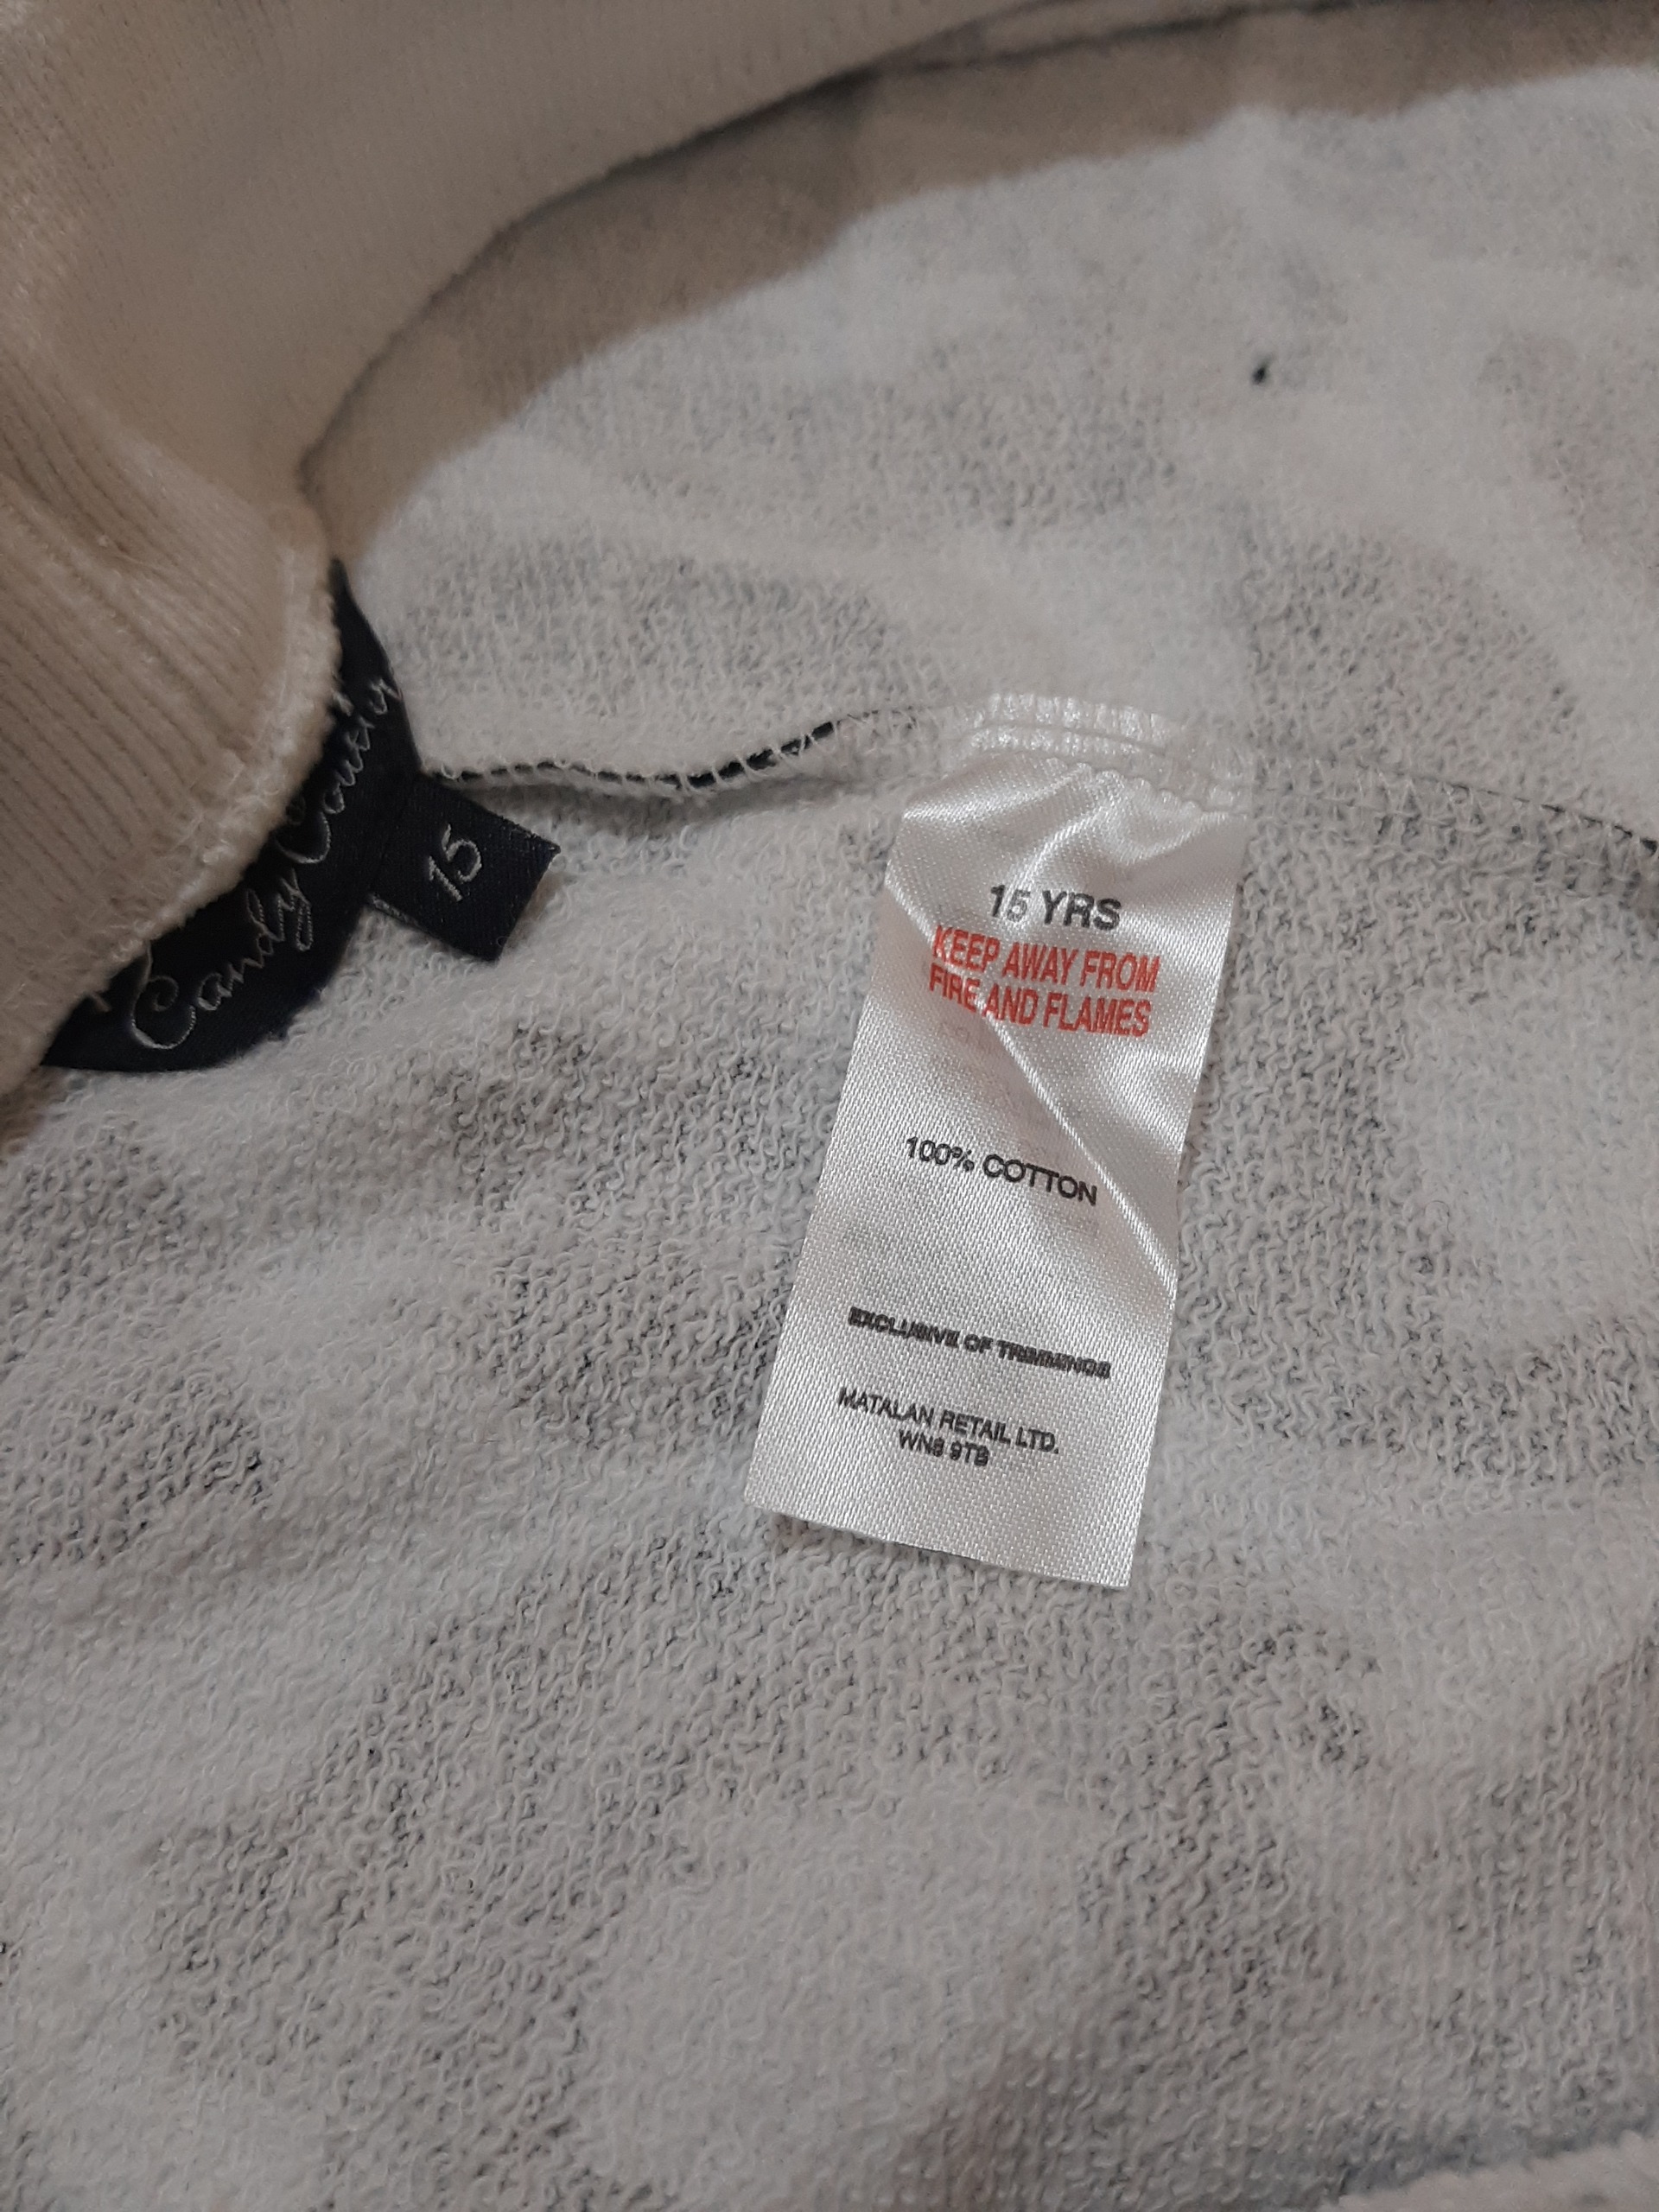 Candy Couture
15
15 YRS
KEEP AWAY FROM
FIRE AND FLAMES
100% COTTON
EXCLUSIVE OF TRIMMINGS
MATALAN RETAIL LTD.
WN8 9TB